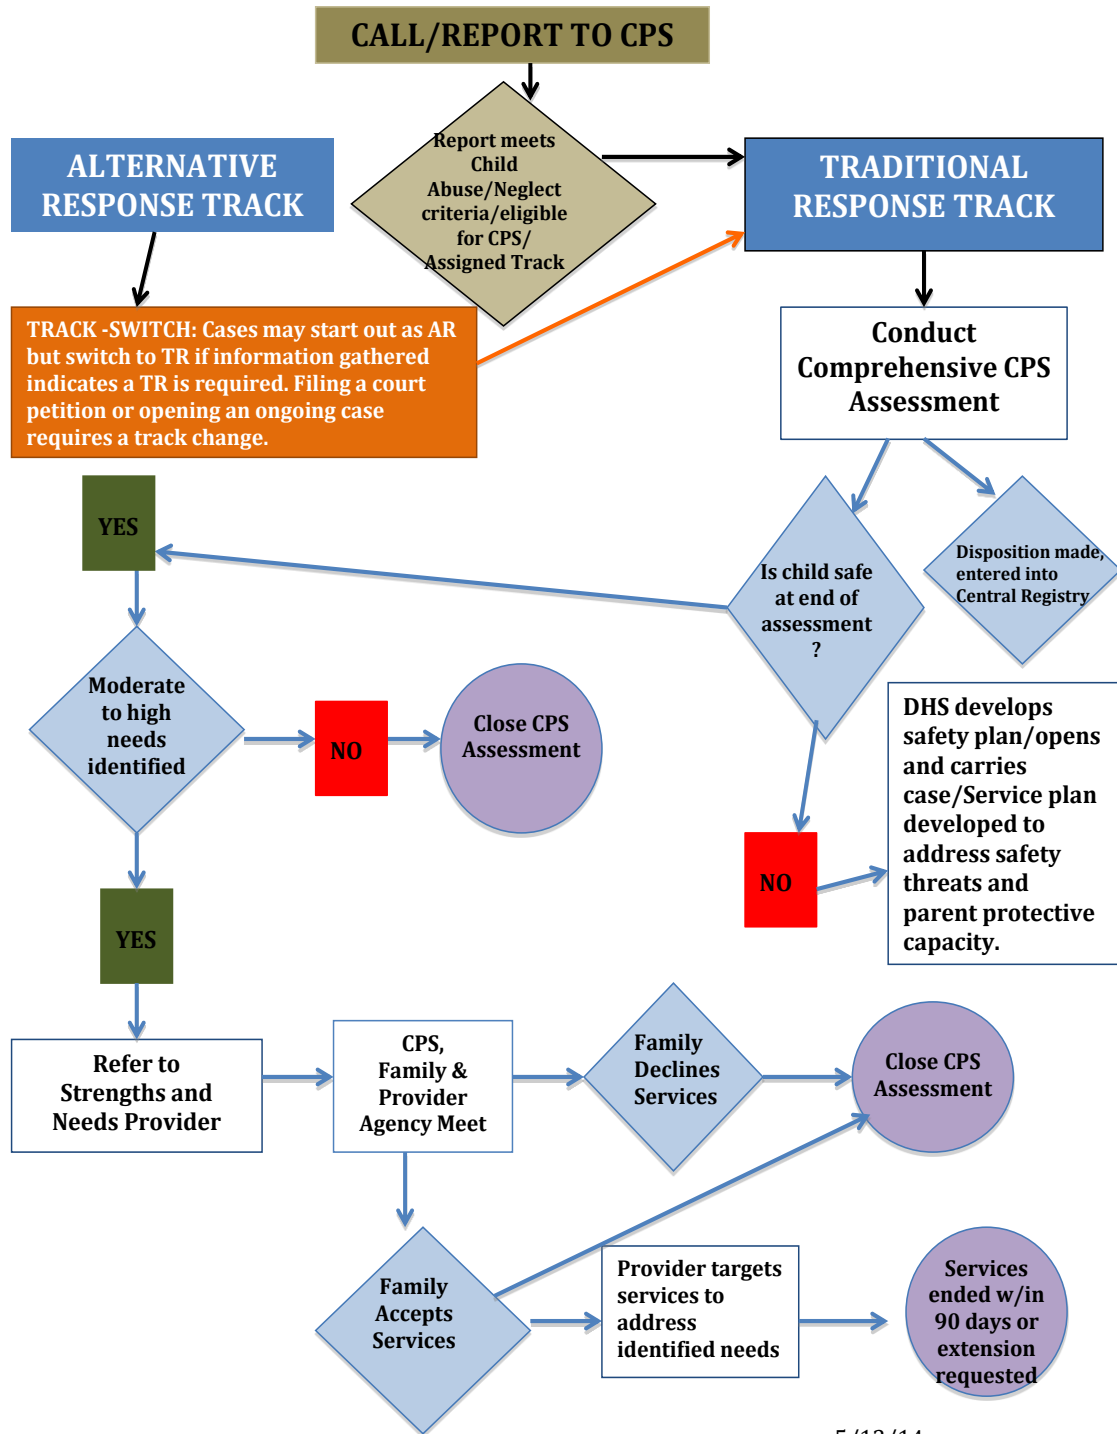 CALL/REPORT TO CPS
Report meets
Child
Abuse/Neglect
criteria/eligible
for CPS/
Assigned Track
ALTERNATIVE
RESPONSE TRACK
TRADITIONAL
RESPONSE TRACK
TRACK -SWITCH: Cases may start out as AR
but switch to TR if information gathered
indicates a TR is required. Filing a court
petition or opening an ongoing case
requires a track change.
Conduct
Comprehensive CPS
Assessment
YES
Is child safe
at end of
assessment
?
Disposition made,
entered into
Central Registry
Moderate
to high
needs
identified
NO
Close CPS
Assessment
DHS develops
safety plan/opens
and carries
case/Service plan
developed to
address safety
threats and
parent protective
capacity.
NO
YES
Refer to
Strengths and
Needs Provider
CPS,
Family &
Provider
Agency Meet
Family
Declines
Services
Close CPS
Assessment
Family
Accepts
Services
Provider targets
services to
address
identified needs
Services
ended w/in
90 days or
extension
requested
5/13/14